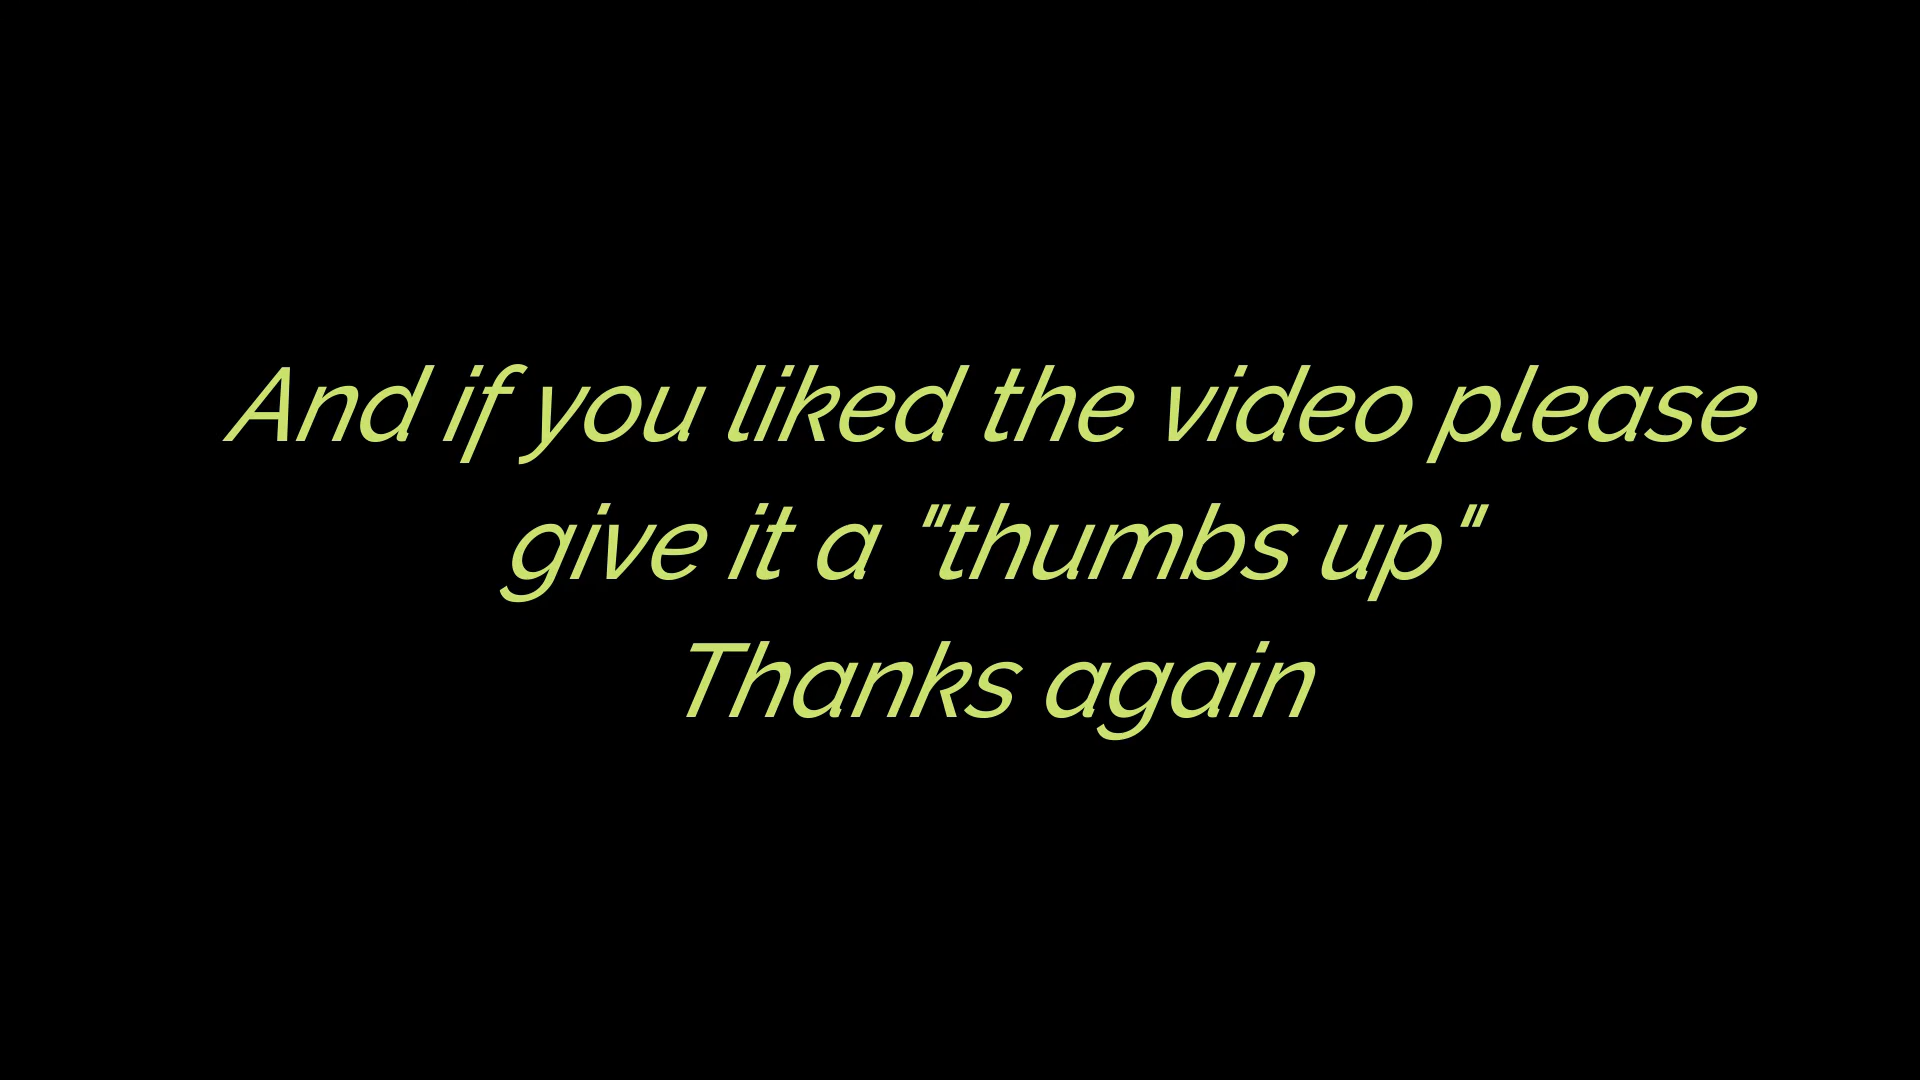 And if you liked the video please
give it a "thumbs up"
Thanks again